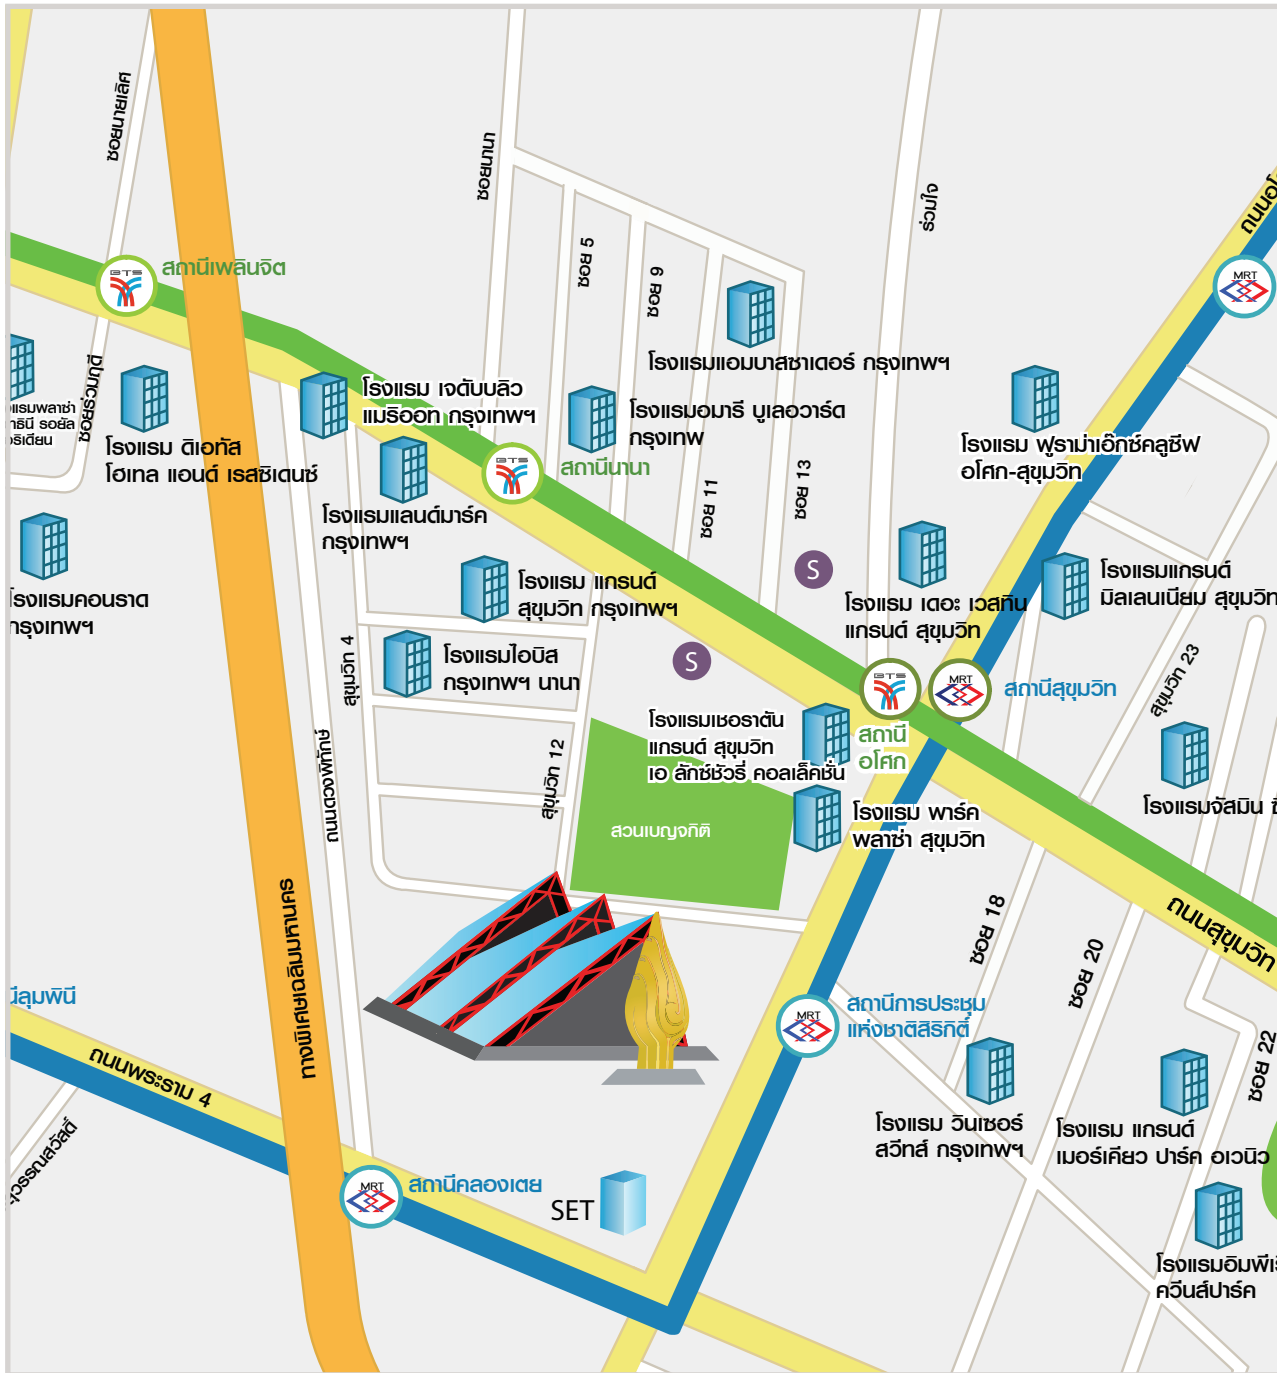 ซอยนายเลิศ
ซอยนานา
ร่วมใจ
ซอย 5
ซอย 9
BTS
สถานีเพลินจิต
MRT
โรงแรมแอมบาสซาเดอร์ กรุงเทพฯ
ซอยร่วมฤดี
โรงแรม ดิเอทัส
โฮเทล แอนด์ เรสซิเดนซ์
โรงแรม เจดับบลิว
แมริออท กรุงเทพฯ
โรงแรมอมารี บูเลอวาร์ด
กรุงเทพ
BTS
สถานีนานา
โรงแรม ฟูราม่าเอ็กซ์คลูซีฟ
อโศก-สุขุมวิท
โรงแรมแลนด์มาร์ค
กรุงเทพฯ
ซอย 11
ซอย 13
S
โรงแรมคอนราด
กรุงเทพฯ
โรงแรม แกรนด์
สุขุมวิท กรุงเทพฯ
โรงแรม เดอะ เวสทิน
แกรนด์ สุขุมวิท
โรงแรมแกรนด์
มิลเลนเนียม สุขุมวิท
สุขุมวิท 4
โรงแรมไอบิส
กรุงเทพฯ นานา
S
BTS
สถานี
อโศก
MRT
สถานีสุขุมวิท
สุขุมวิท 23
โรงแรมเชอราตัน
แกรนด์ สุขุมวิท
เอ ลักซ์ชัวรี่ คอลเล็คชั่น
ถนนดวงพิทักษ์
สุขุมวิท 12
สวนเบญจกิติ
โรงแรม พาร์ค
พลาซ่า สุขุมวิท
โรงแรมจัสมิน
ทางพิเศษเฉลิมมหานคร
ซอย 18
ซอย 20
ถนนสุขุมวิท
MRT
สถานีการประชุม
แห่งชาติสิริกิติ์
ถนนพระราม 4
ซอย 22
โรงแรม วินเซอร์
สวีทส์ กรุงเทพฯ
โรงแรม แกรนด์
เมอร์เคียว ปาร์ค อเวนิว
MRT
สถานีคลองเตย
SET
ควีนส์ปาร์ค